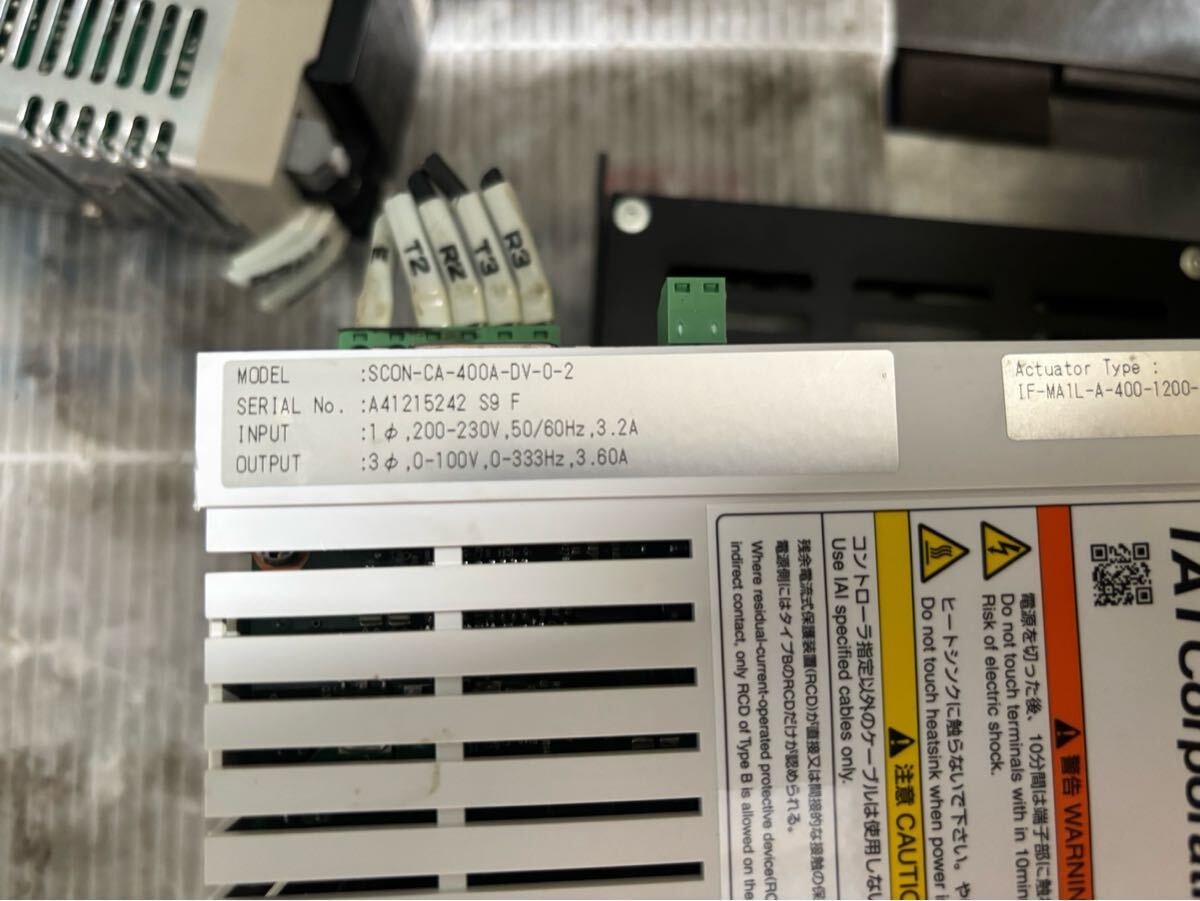 E
T2
R2
T3
R3
MODEL :SCON-CA-400A-DV-0-2
SERIAL No. :A41215242 S9 F
INPUT :1φ,200-230V,50/60Hz,3.2A
OUTPUT :3φ,0-100V,0-333Hz,3.60A
Actuator Type :
IF-MA1L-A-400-1200-
IAI Corporat
警告 WARNIN
電源を切った後、10分間は端子部に触
Do not touch terminals with in 10min
Risk of electric shock.
ヒートシンクに触らないで下さい。や
Do not touch heatsink when power i
注意 CAUTIO
コントローラ指定以外のケーブルは使用しな
Use IAI specified cables only.
残余電流式保護装置(RCD)が直接又は間接的な接触の保
電源側にはタイプBのRCDだけが認められる。
Where residual-current-operated protective device(RC
indirect contact, only RCD of Type B is allowed on the